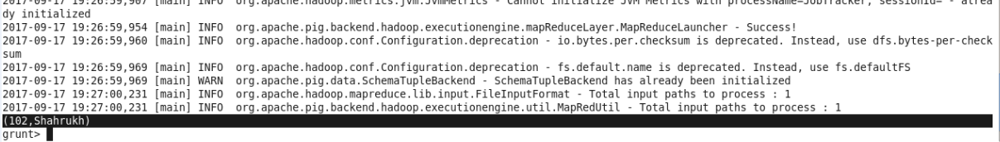 2017-09-17 19:26:59,907 [main] INFO  org.apache.hadoop.metrics.jvm.JvmMetrics - Cannot initialize JVM Metrics with processName=JobTracker, sessionId= - alrea
dy initialized
2017-09-17 19:26:59,954 [main] INFO  org.apache.pig.backend.hadoop.executionengine.mapReduceLayer.MapReduceLauncher - Success!
2017-09-17 19:26:59,960 [main] INFO  org.apache.hadoop.conf.Configuration.deprecation - io.bytes.per.checksum is deprecated. Instead, use dfs.bytes-per-check
sum
2017-09-17 19:26:59,969 [main] INFO  org.apache.hadoop.conf.Configuration.deprecation - fs.default.name is deprecated. Instead, use fs.defaultFS
2017-09-17 19:26:59,969 [main] WARN  org.apache.pig.data.SchemaTupleBackend - SchemaTupleBackend has already been initialized
2017-09-17 19:27:00,231 [main] INFO  org.apache.hadoop.mapreduce.lib.input.FileInputFormat - Total input paths to process : 1
2017-09-17 19:27:00,231 [main] INFO  org.apache.pig.backend.hadoop.executionengine.util.MapRedUtil - Total input paths to process : 1
(102,Shahrukh)
grunt>